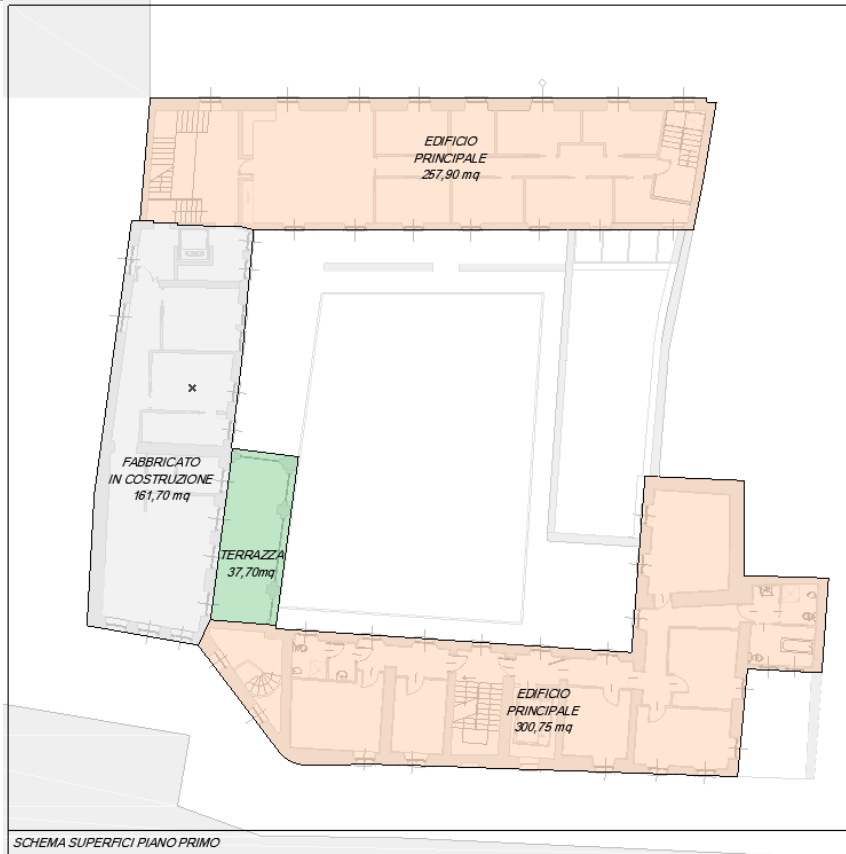 EDIFICIO
PRINCIPALE
257,90 mq
FABBRICATO
IN COSTRUZIONE
161,70 mq
TERRAZZA
37,70mq
EDIFICIO
PRINCIPALE
300,75 mq
SCHEMA SUPERFICI PIANO PRIMO